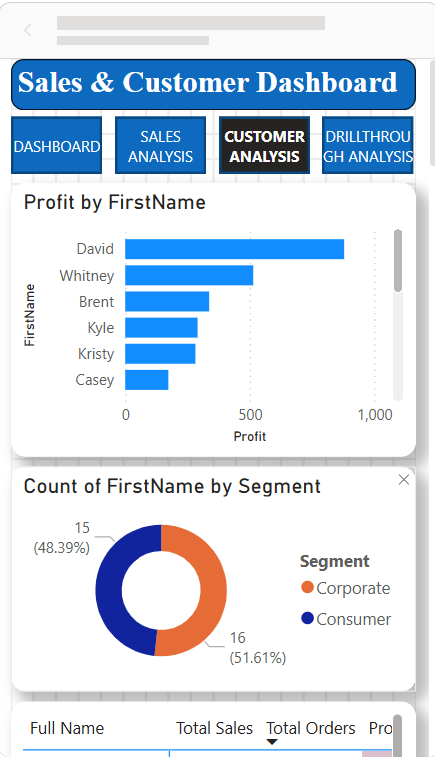 Sales & Customer Dashboard
DASHBOARD
SALES
ANALYSIS
CUSTOMER
ANALYSIS
DRILLTHROU
GH ANALYSIS
Profit by FirstName
FirstName
David
Whitney
Brent
Kyle
Kristy
Casey
0 500 1,000
Profit
Count of FirstName by Segment
15
(48.39%)
16
(51.61%)
Segment
Corporate
Consumer
Full Name Total Sales Total Orders Pro